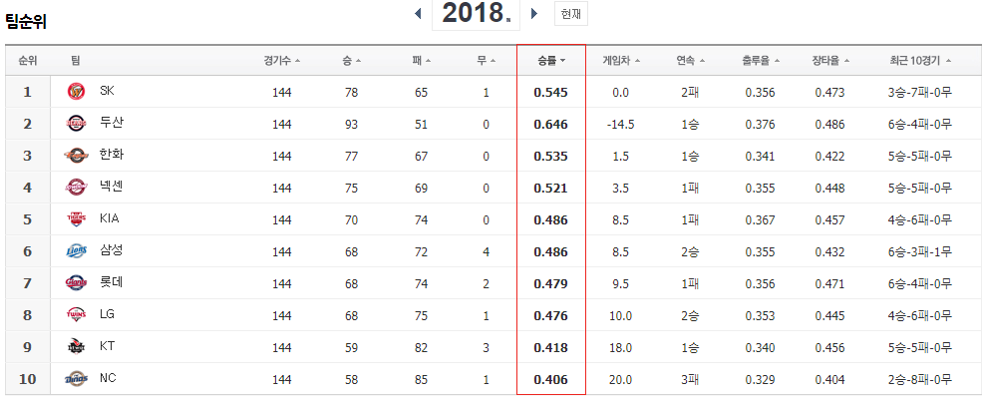 팀순위
2018.
현재
순위 팀 경기수 승 패 무 승률 게임차 연속 출루율 장타율 최근 10경기
1 SK 144 78 65 1 0.545 0.0 2패 0.356 0.473 3승-7패-0무
2 두산 144 93 51 0 0.646 -14.5 1승 0.376 0.486 6승-4패-0무
3 한화 144 77 67 0 0.535 1.5 1승 0.341 0.422 5승-5패-0무
4 넥센 144 75 69 0 0.521 3.5 1패 0.355 0.448 5승-5패-0무
5 KIA 144 70 74 0 0.486 8.5 1패 0.367 0.457 4승-6패-0무
6 삼성 144 68 72 4 0.486 8.5 2승 0.355 0.432 6승-3패-1무
7 롯데 144 68 74 2 0.479 9.5 1패 0.356 0.471 6승-4패-0무
8 LG 144 68 75 1 0.476 10.0 2승 0.353 0.445 4승-6패-0무
9 KT 144 59 82 3 0.418 18.0 1승 0.340 0.456 5승-5패-0무
10 NC 144 58 85 1 0.406 20.0 3패 0.329 0.404 2승-8패-0무